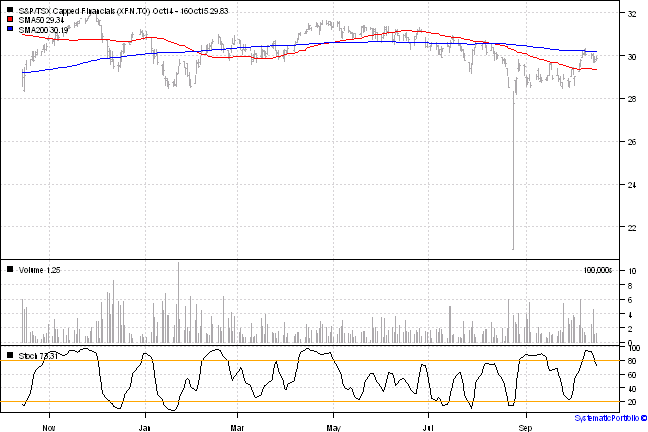 S&P/TSX Capped Financials (XFN.TO) Oct14 - 16Oct15 29.83
SMA50 29.34
SMA200 30.19
32
30
28
26
24
22
Volume 1.25
100,000s
10
8
6
4
2
0
Stoch 73.31
100
80
60
40
20
Nov
Jan
Mar
May
Jul
Sep
SystematicPortfolio ©